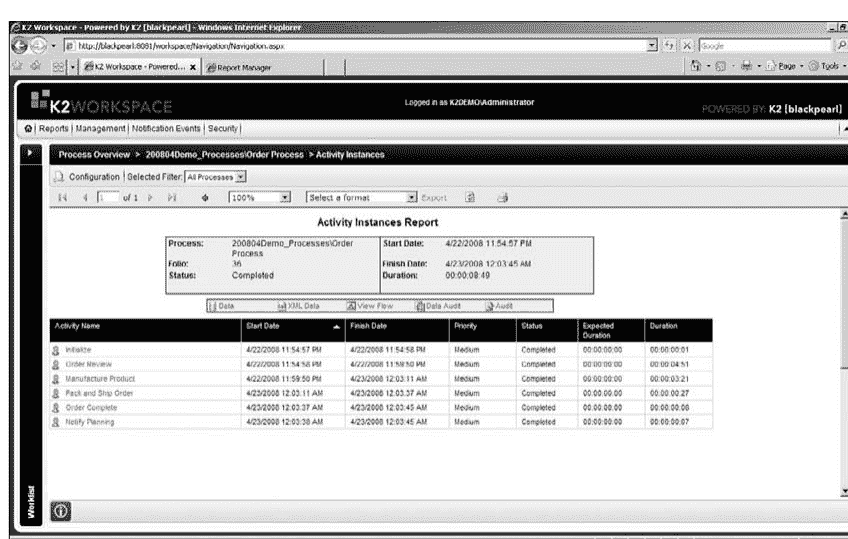 K2 Workspace - Powered by K2 [blackpearl] - Windows Internet Explorer
http://blackpearl:8081/workspace/Navigation/Navigation.aspx
Google
K2 Workspace - Powered... X
Report Manager
Page
Tools
K2WORKSPACE
Logged in as K2DEMO\Administrator
POWERED BY: K2 [blackpearl]
Reports | Management | Notification Events | Security |
Process Overview > 200804Demo_Processes\Order Process > Activity Instances
Configuration | Selected Filter: All Processes
1 of 1
100%
Select a format
Export
Activity Instances Report
Process: 200804Demo_Processes\Order Process
Start Date: 4/22/2008 11:54:57 PM
Folio: 36
Finish Date: 4/23/2008 12:03:45 AM
Status: Completed
Duration: 00:00:08:49
Data XML Data View Flow Data Audit Audit
Activity Name Start Date Finish Date Priority Status Expected Duration Duration
Initialize 4/22/2008 11:54:57 PM 4/22/2008 11:54:58 PM Medium Completed 00:00:00:00 00:00:00:01
Order Review 4/22/2008 11:54:58 PM 4/22/2008 11:59:50 PM Medium Completed 00:00:00:00 00:00:04:51
Manufacture Product 4/22/2008 11:59:50 PM 4/23/2008 12:03:11 AM Medium Completed 00:00:00:00 00:00:03:21
Pack and Ship Order 4/23/2008 12:03:11 AM 4/23/2008 12:03:37 AM Medium Completed 00:00:00:00 00:00:00:27
Order Complete 4/23/2008 12:03:37 AM 4/23/2008 12:03:45 AM Medium Completed 00:00:00:00 00:00:00:08
Notify Planning 4/23/2008 12:03:38 AM 4/23/2008 12:03:45 AM Medium Completed 00:00:00:00 00:00:00:07
Worklist